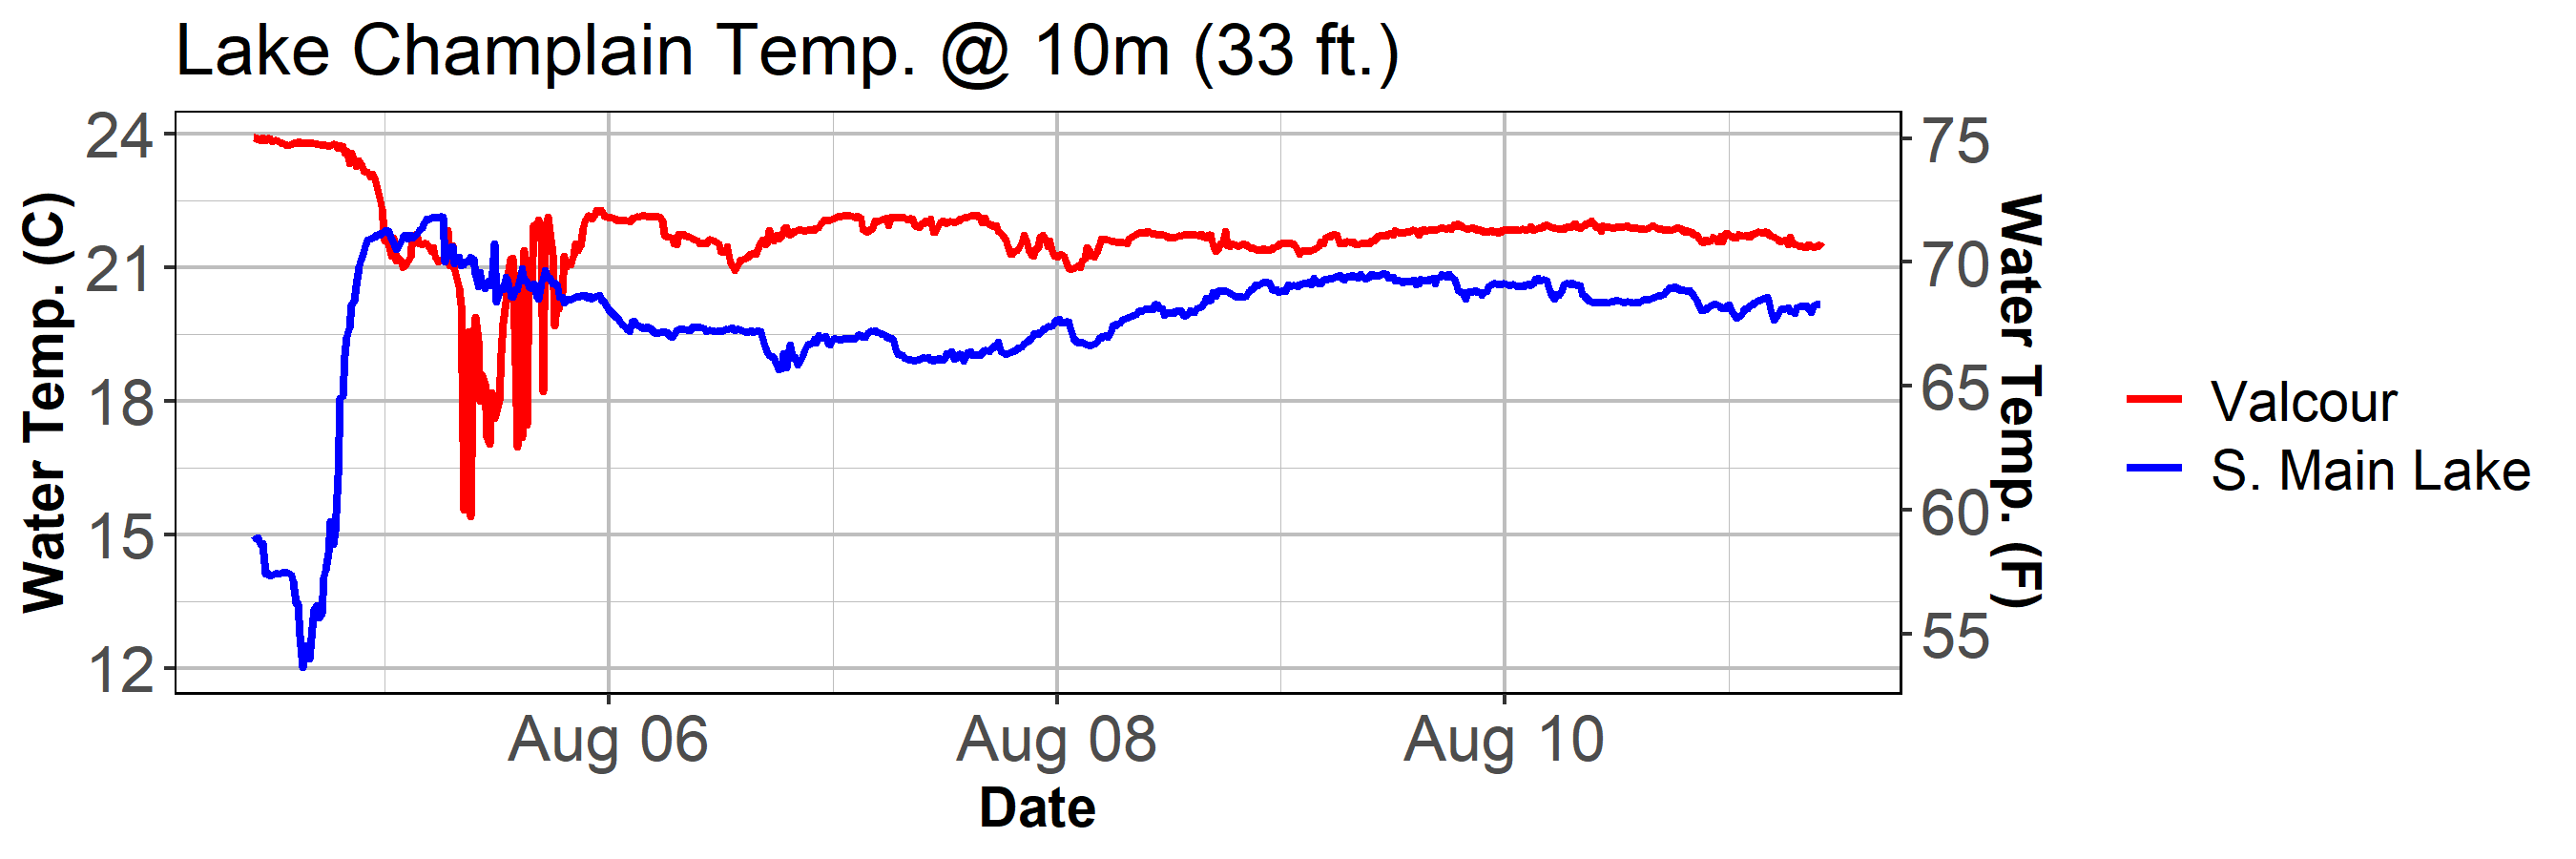 Lake Champlain Temp. @ 10m (33 ft.)
Water Temp. (C)
24
21
18
15
12
75
70
65
60
55
Water Temp. (F)
Aug 06
Aug 08
Aug 10
Date
Valcour
S. Main Lake